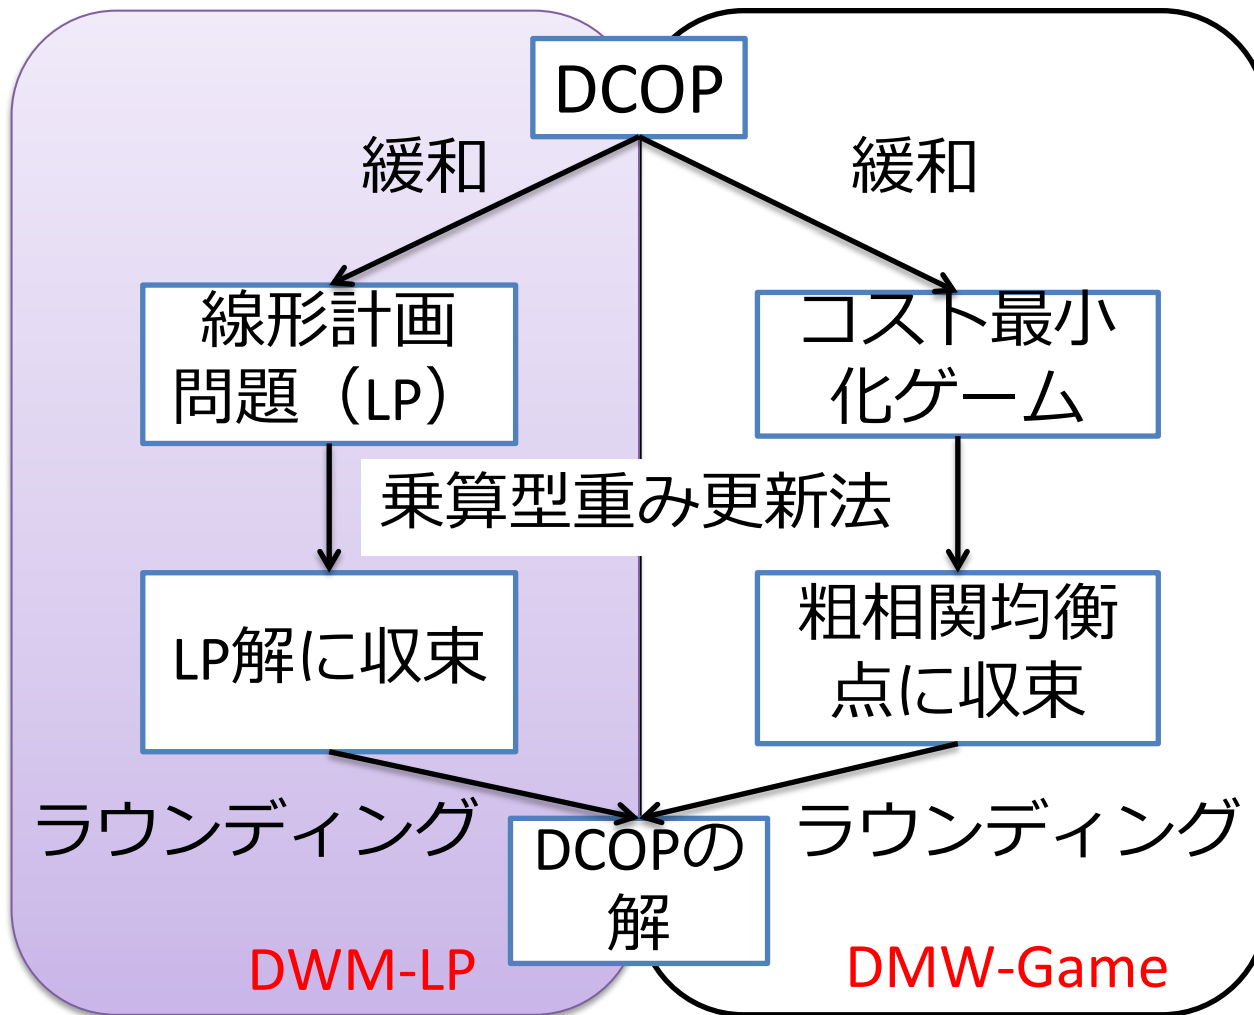 DCOP
緩和
緩和
線形計画
問題（LP）
コスト最小
化ゲーム
乗算型重み更新法
LP解に収束
粗相関均衡
点に収束
ラウンディング
ラウンディング
DCOPの
解
DWM-LP
DMW-Game